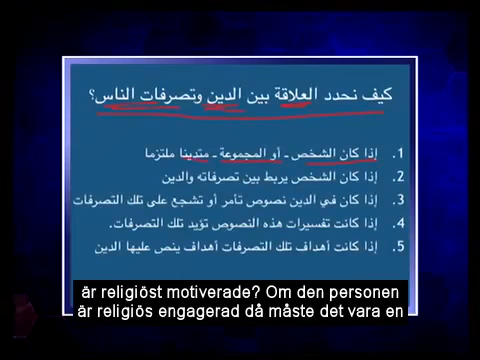 كيف نحدد العلاقة بين الدين وتصرفات الناس؟
1. إذا كان الشخص - أو المجموعة - متدينا ملتزما
2. إذا كان الشخص يربط بين تصرفاته والدين
3. إذا كان في الدين نصوص تأمر أو تشجع على تلك التصرفات
4. إذا كانت تفسيرات هذه النصوص تؤيد تلك التصرفات.
5. إذا كانت أهداف تلك التصرفات أهداف ينص عليها الدين
är religiöst motiverade? Om den personen
är religiös engagerad då måste det vara en